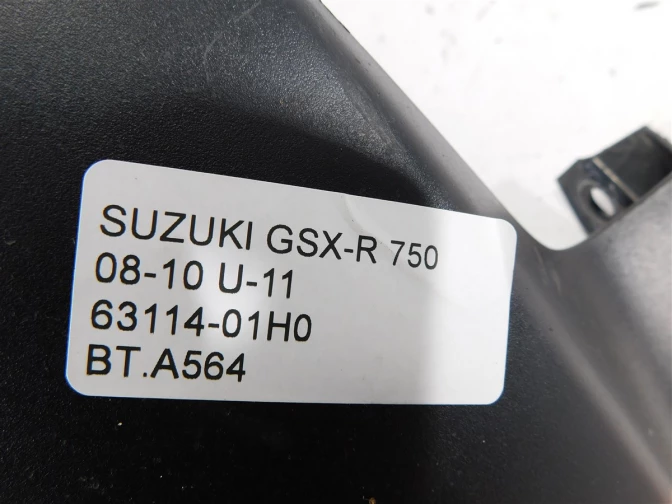 SUZUKI GSX-R 750
08-10 U-11
63114-01H0
BT.A564